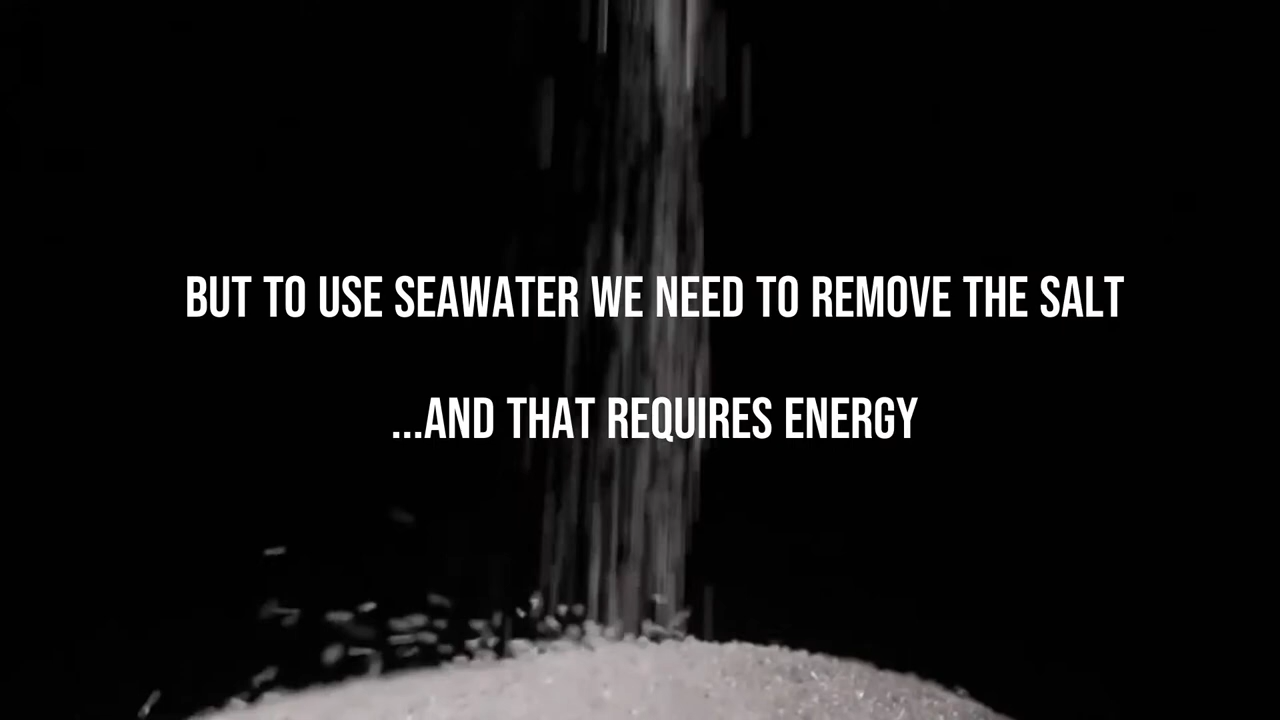 BUT TO USE SEAWATER WE NEED TO REMOVE THE SALT
...AND THAT REQUIRES ENERGY